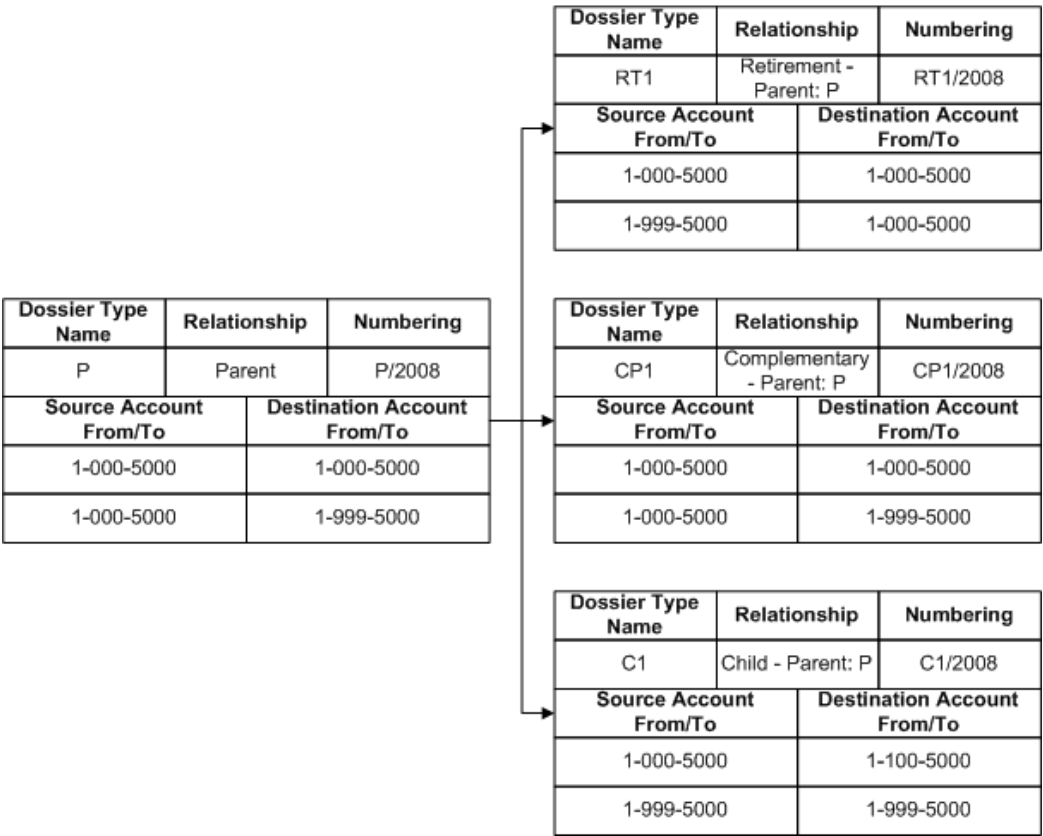 Dossier Type
Name
Relationship
Numbering
RT1
Retirement -
Parent: P
RT1/2008
Source Account
From/To
Destination Account
From/To
1-000-5000
1-000-5000
1-999-5000
1-000-5000
Dossier Type
Name
Relationship
Numbering
P
Parent
P/2008
Source Account
From/To
Destination Account
From/To
1-000-5000
1-000-5000
1-000-5000
1-999-5000
Dossier Type
Name
Relationship
Numbering
CP1
Complementary
- Parent: P
CP1/2008
Source Account
From/To
Destination Account
From/To
1-000-5000
1-000-5000
1-000-5000
1-999-5000
Dossier Type
Name
Relationship
Numbering
C1
Child - Parent: P
C1/2008
Source Account
From/To
Destination Account
From/To
1-000-5000
1-100-5000
1-999-5000
1-999-5000